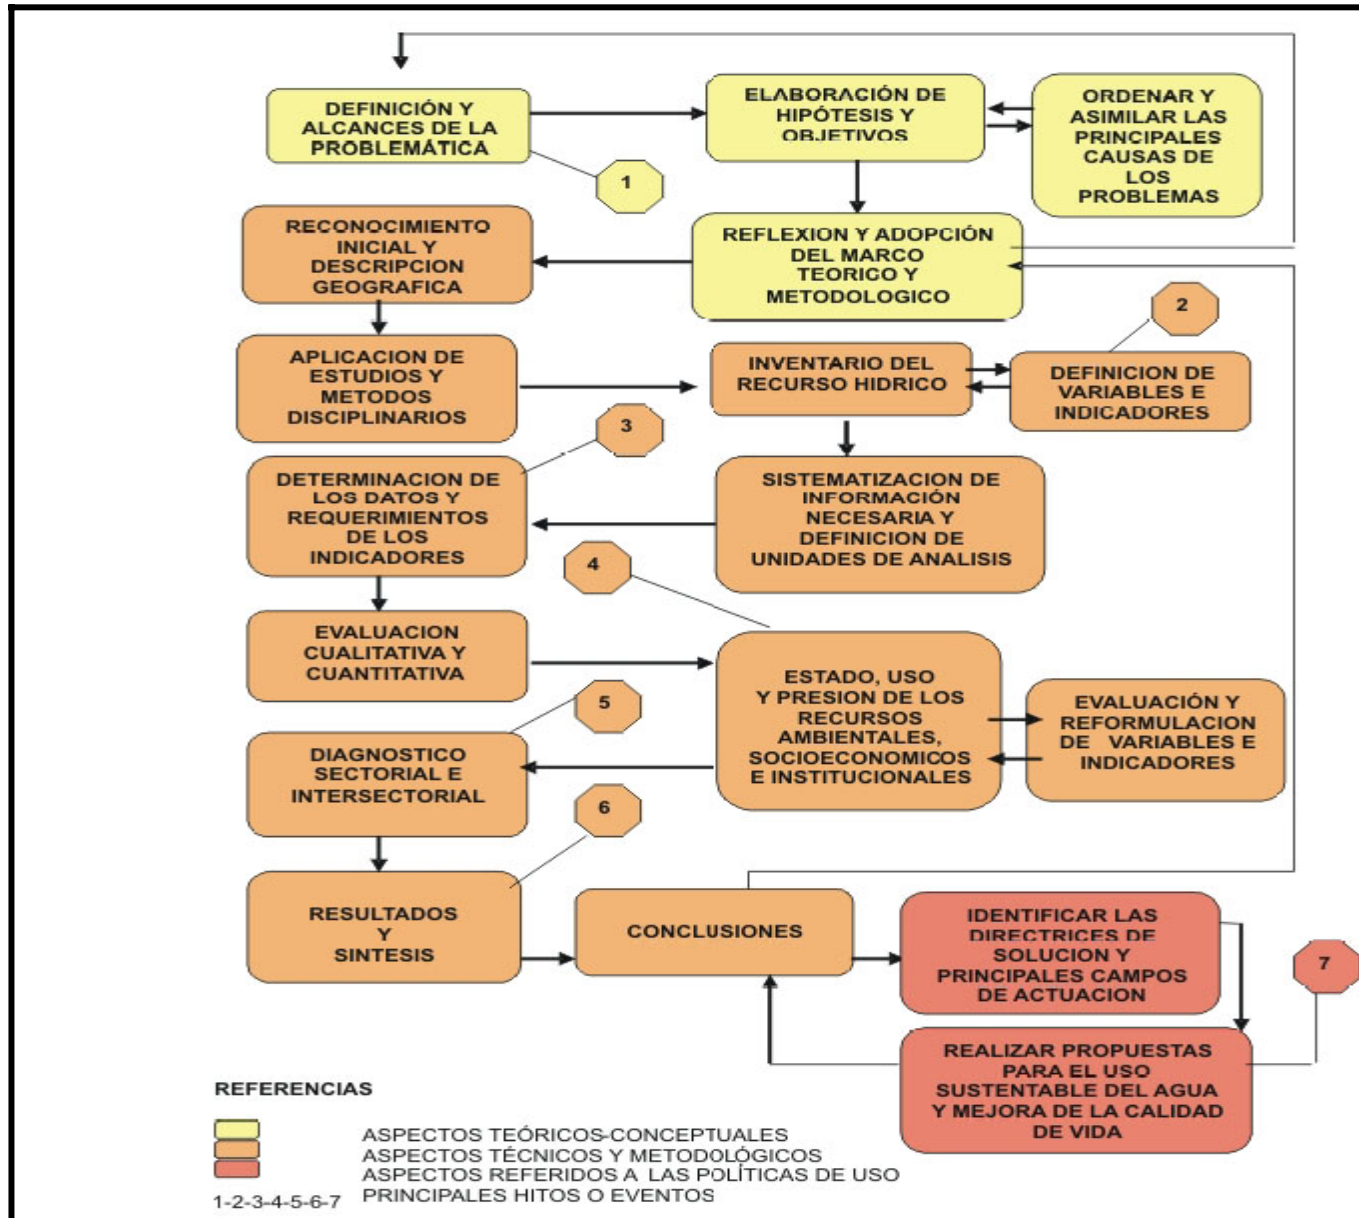 DEFINICIÓN Y
ALCANCES DE LA
PROBLEMÁTICA
ELABORACIÓN DE
HIPÓTESIS Y
OBJETIVOS
ORDENAR Y
ASIMILAR LAS
PRINCIPALES
CAUSAS DE
LOS
PROBLEMAS
1
RECONOCIMIENTO
INICIAL Y
DESCRIPCION
GEOGRAFICA
REFLEXION Y ADOPCIÓN
DEL MARCO
TEORICO Y
METODOLOGICO
2
APLICACION DE
ESTUDIOS Y
METODOS
DISCIPLINARIOS
INVENTARIO DEL
RECURSO HIDRICO
DEFINICION DE
VARIABLES E
INDICADORES
3
DETERMINACION DE
LOS DATOS Y
REQUERIMIENTOS
DE LOS
INDICADORES
SISTEMATIZACION DE
INFORMACIÓN
NECESARIA Y
DEFINICION DE
UNIDADES DE ANALISIS
4
EVALUACION
CUALITATIVA Y
CUANTITATIVA
ESTADO, USO
Y PRESION DE LOS
RECURSOS
AMBIENTALES,
SOCIOECONOMICOS
E INSTITUCIONALES
EVALUACIÓN Y
REFORMULACION
DE VARIABLES E
INDICADORES
5
DIAGNOSTICO
SECTORIAL E
INTERSECTORIAL
6
RESULTADOS
Y
SINTESIS
CONCLUSIONES
IDENTIFICAR LAS
DIRECTRICES DE
SOLUCION Y
PRINCIPALES CAMPOS
DE ACTUACION
7
REALIZAR PROPUESTAS
PARA EL USO
SUSTENTABLE DEL AGUA
Y MEJORA DE LA CALIDAD
DE VIDA
REFERENCIAS
ASPECTOS TEÓRICOS-CONCEPTUALES
ASPECTOS TÉCNICOS Y METODOLÓGICOS
ASPECTOS REFERIDOS A LAS POLÍTICAS DE USO
1-2-3-4-5-6-7 PRINCIPALES HITOS O EVENTOS